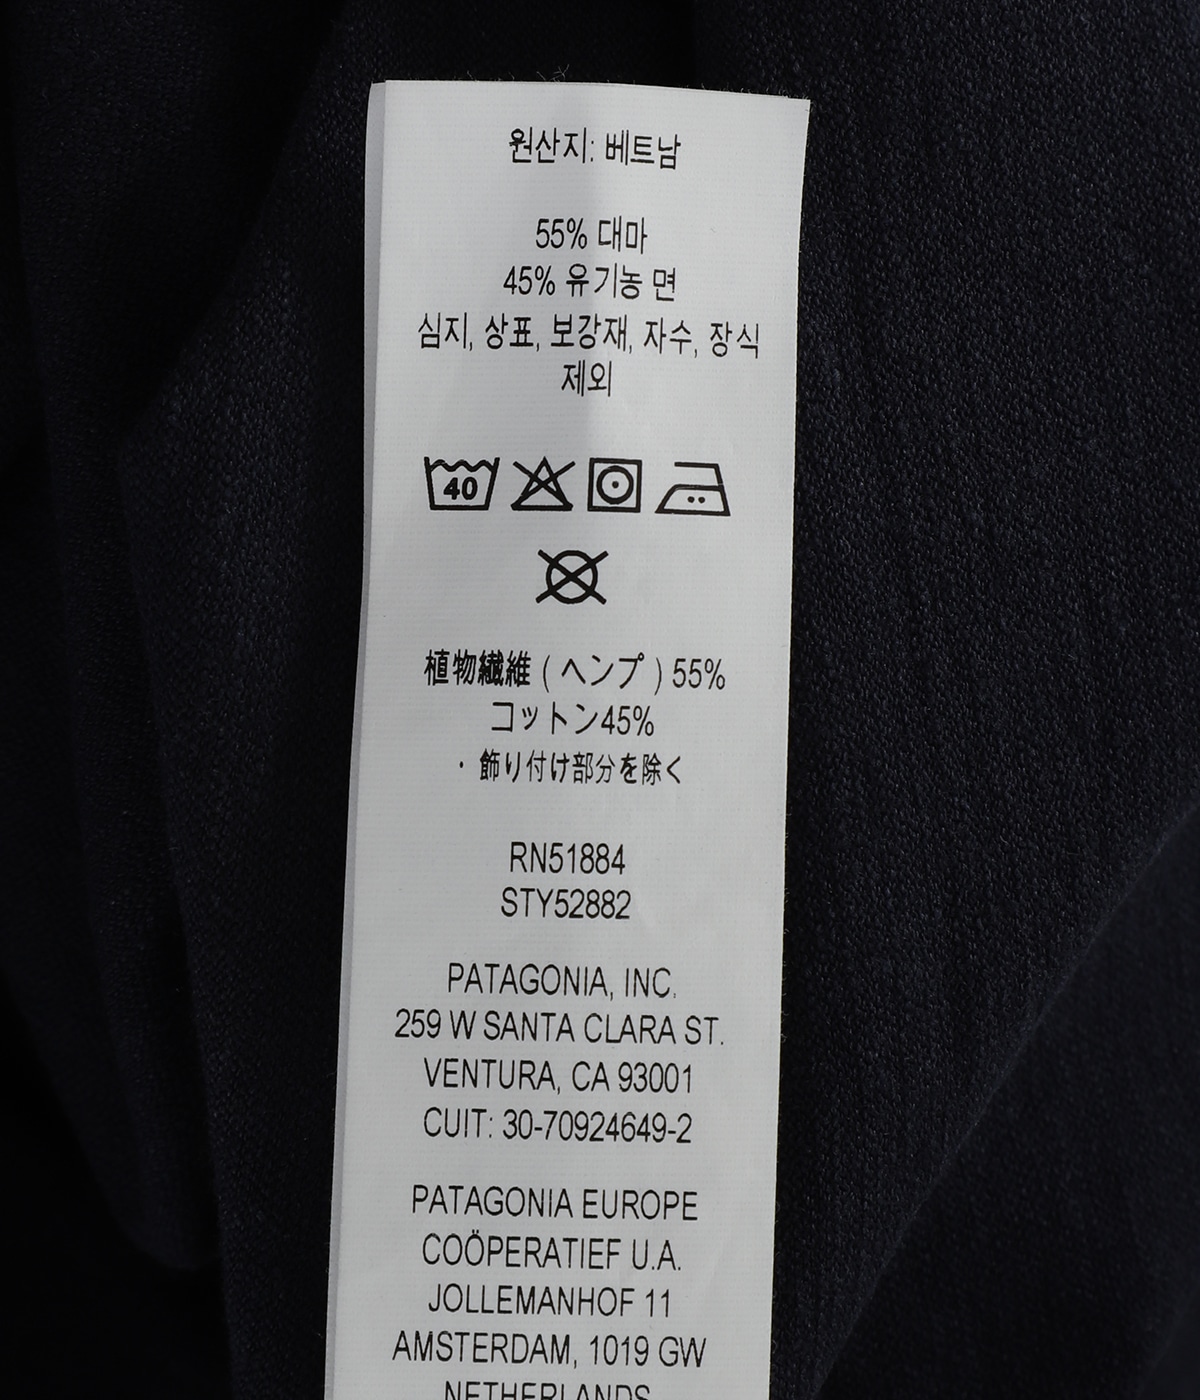 원산지: 베트남
55% 대마
45% 유기농 면
심지, 상표, 보강재, 자수, 장식
제외
40
植物繊維 ( ヘンプ ) 55%
コットン45%
・飾り付け部分を除く
RN51884
STY52882
PATAGONIA, INC.
259 W SANTA CLARA ST.
VENTURA, CA 93001
CUIT: 30-70924649-2
PATAGONIA EUROPE
COÖPERATIEF U.A.
JOLLEMANHOF 11
AMSTERDAM, 1019 GW
NETHERLANDS